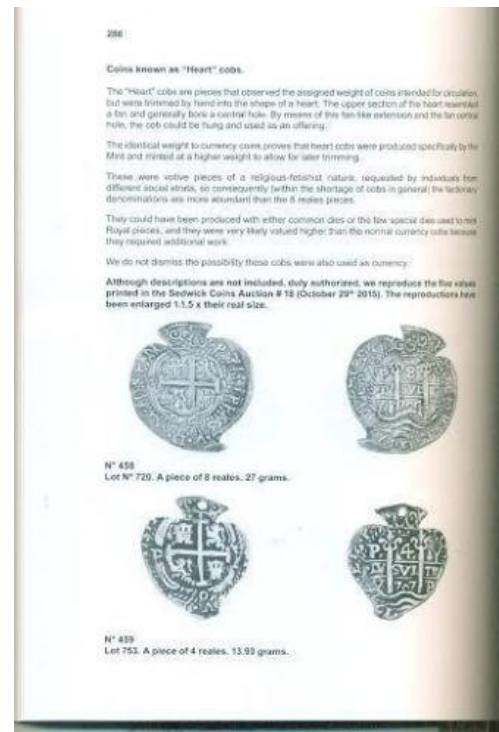 286
Coins known as "Heart" cobs.
The "Heart" cobs are pieces that observed the assigned weight of coins intended for circulation,
but were trimmed by hand into the shape of a heart. The upper section of the heart resembled
a fan and generally bore a central hole. By means of this fan-like extension and the fan central
hole, the cob could be hung and used as an offering.
The identical weight to currency coins proves that heart cobs were produced specifically by the
Mint and minted at a higher weight to allow for later trimming.
These were votive pieces of a religious-fetishist nature, requested by individuals from
different social strata, so consequently (within the shortage of cobs in general) the
denominations are more abundant than the 8 reales pieces.
They could have been produced with either common dies or the few special dies used to mint
Royal pieces, and they were very likely valued higher than the normal currency cobs because
they required additional work.
We do not dismiss the possibility these cobs were also used as currency.
Although descriptions are not included, duly authorized, we reproduce the five values
printed in the Sedwick Coins Auction # 18 (October 29th 2015). The reproductions have
been enlarged 1.1.5 x their real size.
N° 458
Lot N° 720. A piece of 8 reales. 27 grams.
P 4
SVI
7 7 P
N° 459
Lot 753. A piece of 4 reales. 13.93 grams.